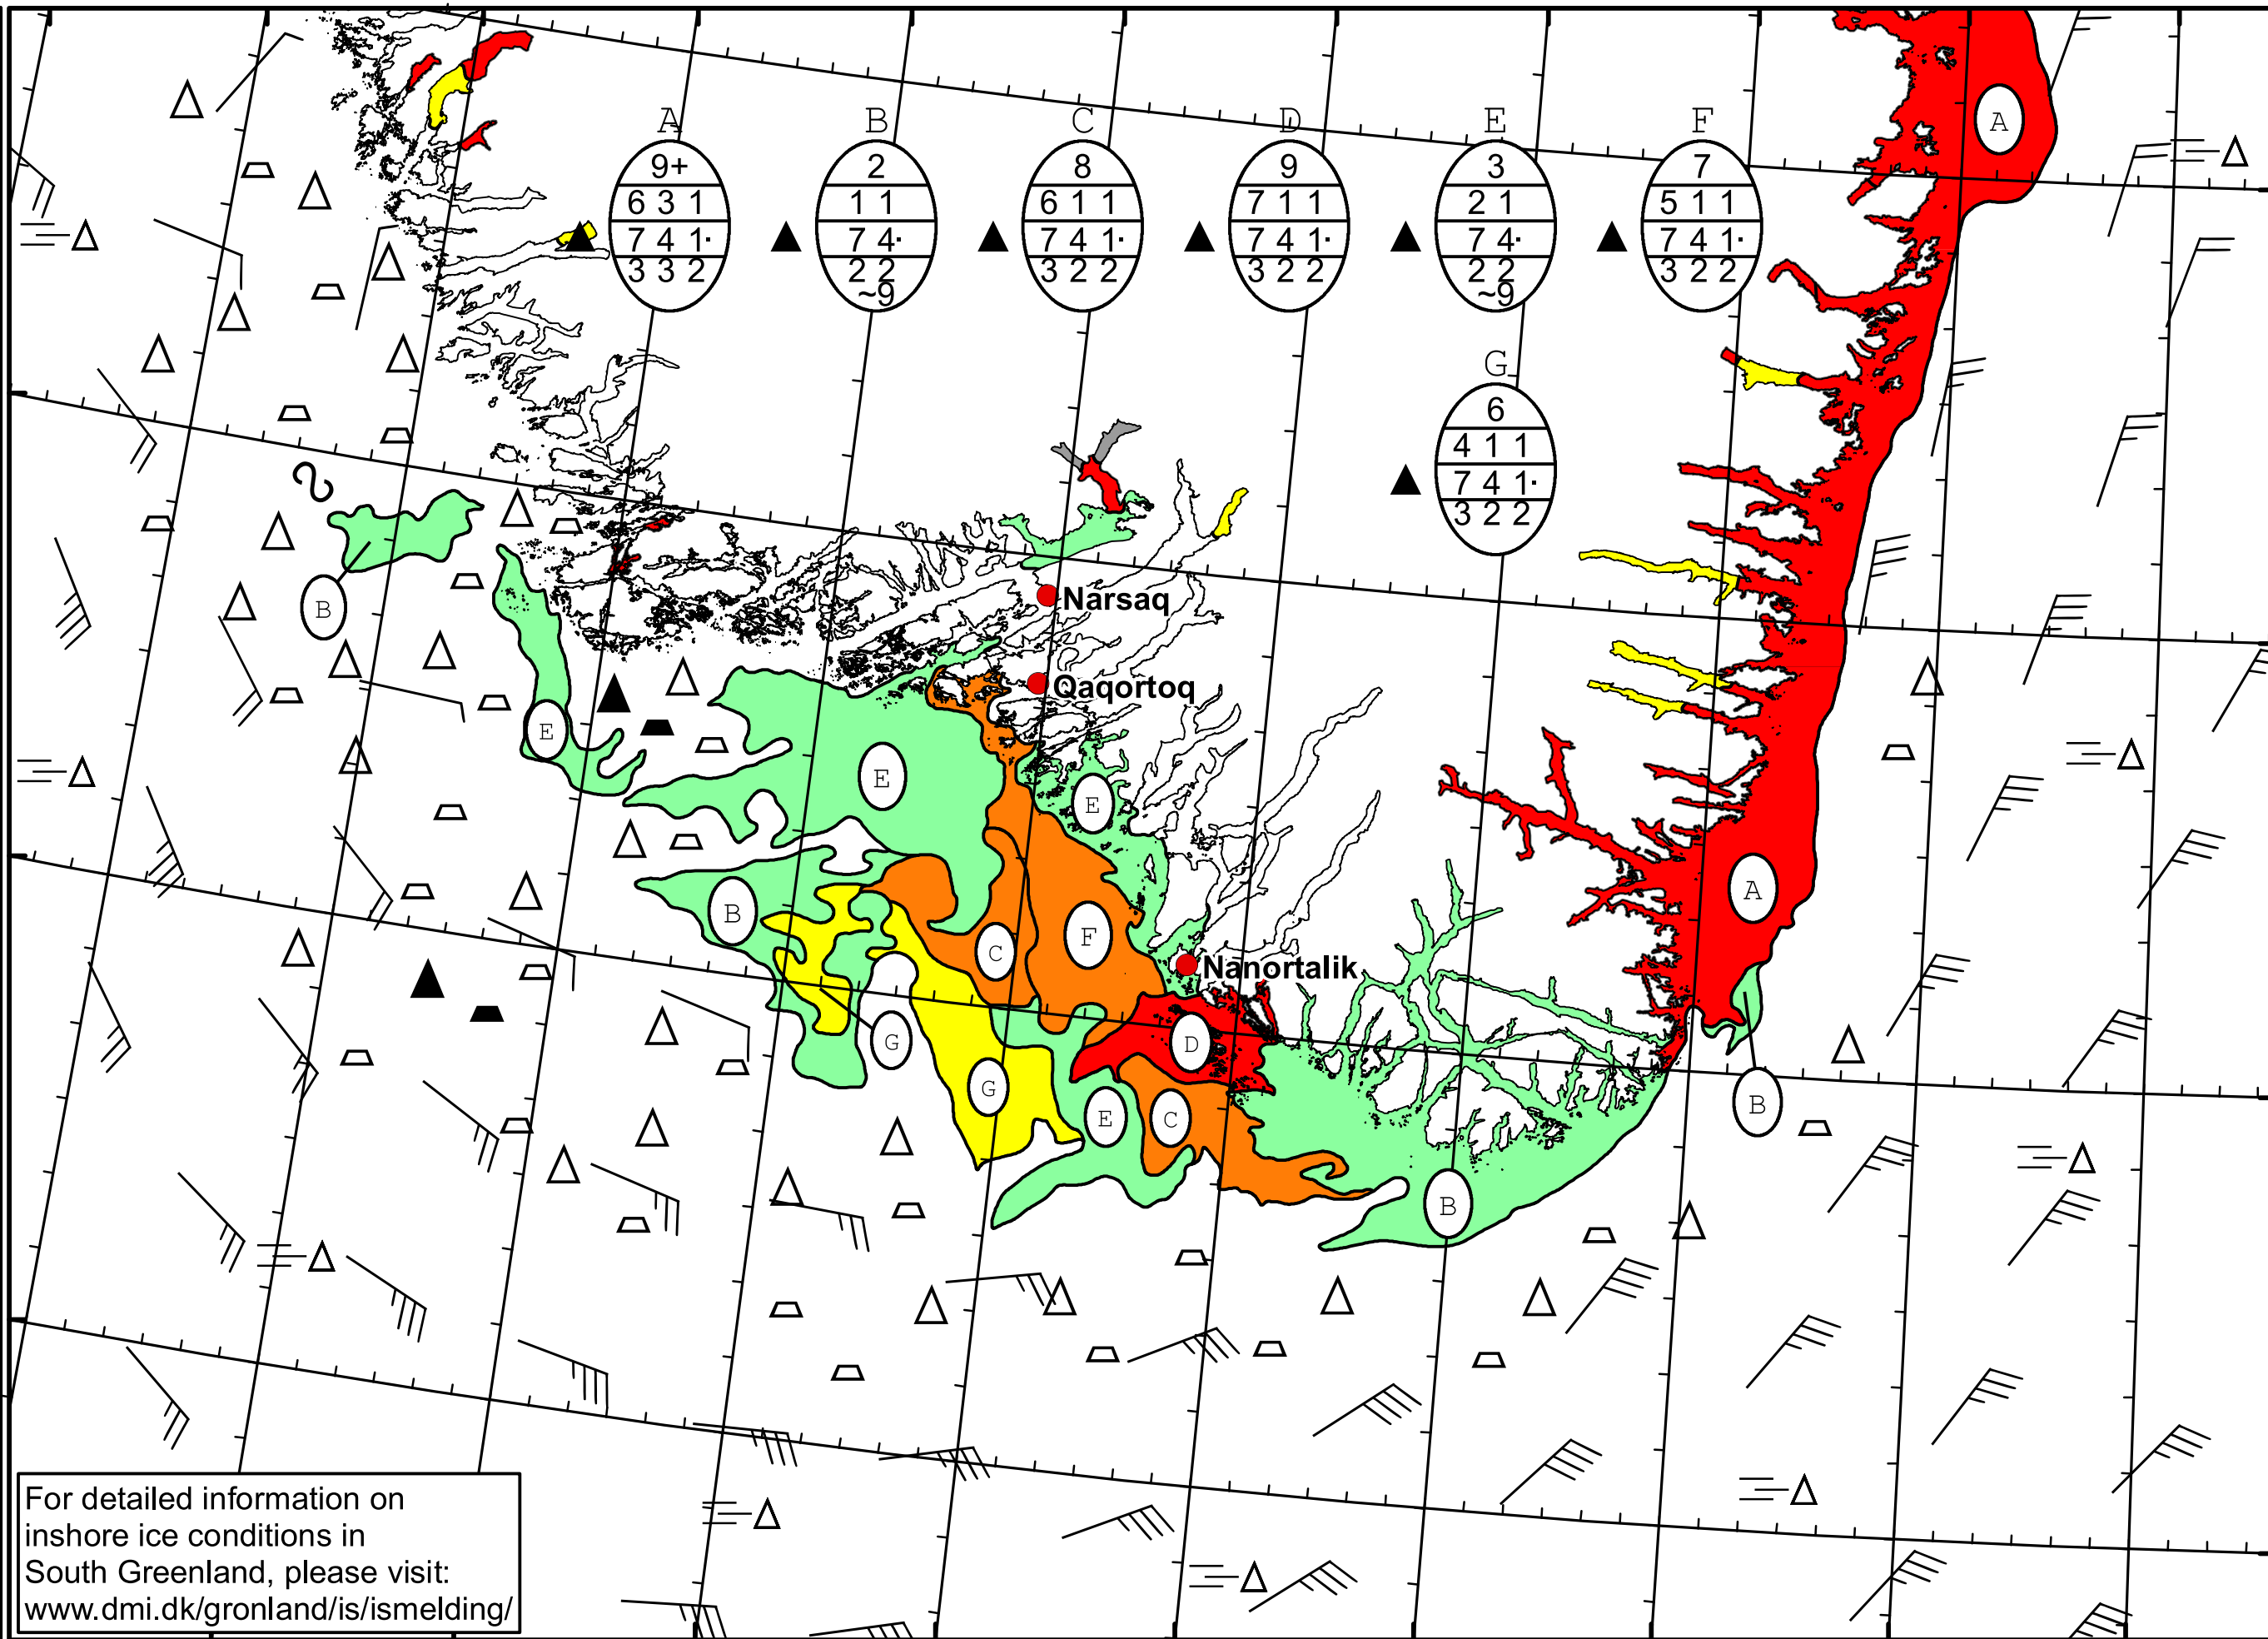 A B C D E F
9+ 2 8 9 3 7
6 3 1 1 1 6 1 1 7 1 1 2 1 5 1 1
7 4 1· 7 4· 7 4 1· 7 4 1· 7 4· 7 4 1·
3 3 2 2 2 3 2 2 3 2 2 2 2 3 2 2
~9 ~9
A
G
6
4 1 1
7 4 1·
3 2 2
B
Narsaq
Qaqortoq
E
E
E
A
B
F
C
Nanortalik
G
D
G
B
E
C
B
For detailed information on
inshore ice conditions in
South Greenland, please visit:
www.dmi.dk/gronland/is/ismelding/